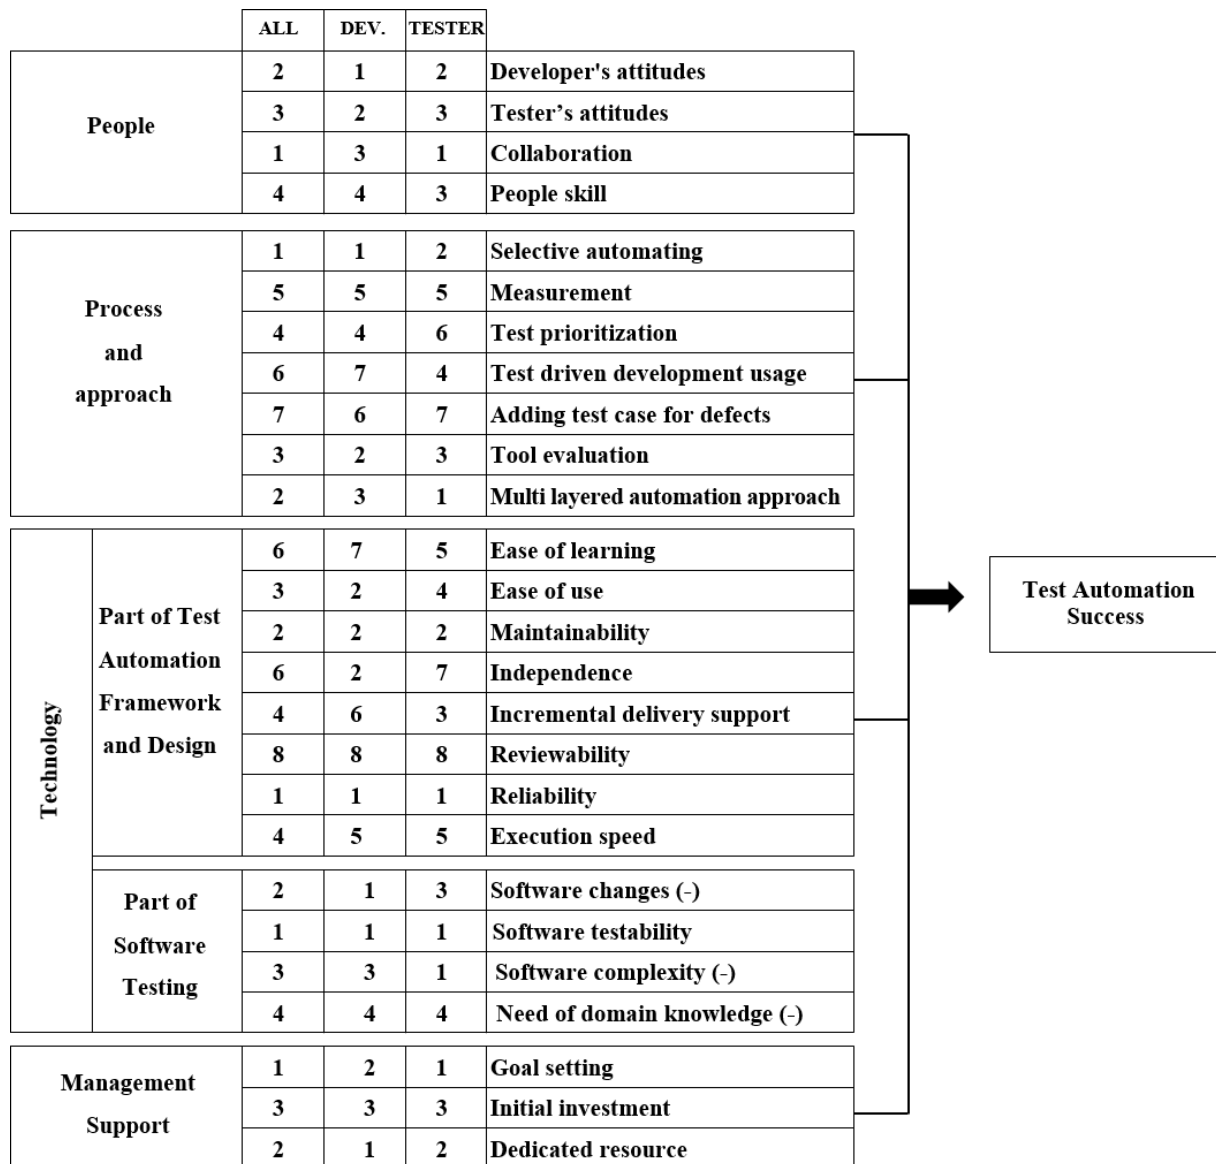 ALL DEV. TESTER
People
2 1 2 Developer's attitudes
3 2 3 Tester’s attitudes
1 3 1 Collaboration
4 4 3 People skill
Process
and
approach
1 1 2 Selective automating
5 5 5 Measurement
4 4 6 Test prioritization
6 7 4 Test driven development usage
7 6 7 Adding test case for defects
3 2 3 Tool evaluation
2 3 1 Multi layered automation approach
Technology
Part of Test
Automation
Framework
and Design
6 7 5 Ease of learning
3 2 4 Ease of use
2 2 2 Maintainability
6 2 7 Independence
4 6 3 Incremental delivery support
8 8 8 Reviewability
1 1 1 Reliability
4 5 5 Execution speed
Part of
Software
Testing
2 1 3 Software changes (-)
1 1 1 Software testability
3 3 1 Software complexity (-)
4 4 4 Need of domain knowledge (-)
Management
Support
1 2 1 Goal setting
3 3 3 Initial investment
2 1 2 Dedicated resource
Test Automation
Success